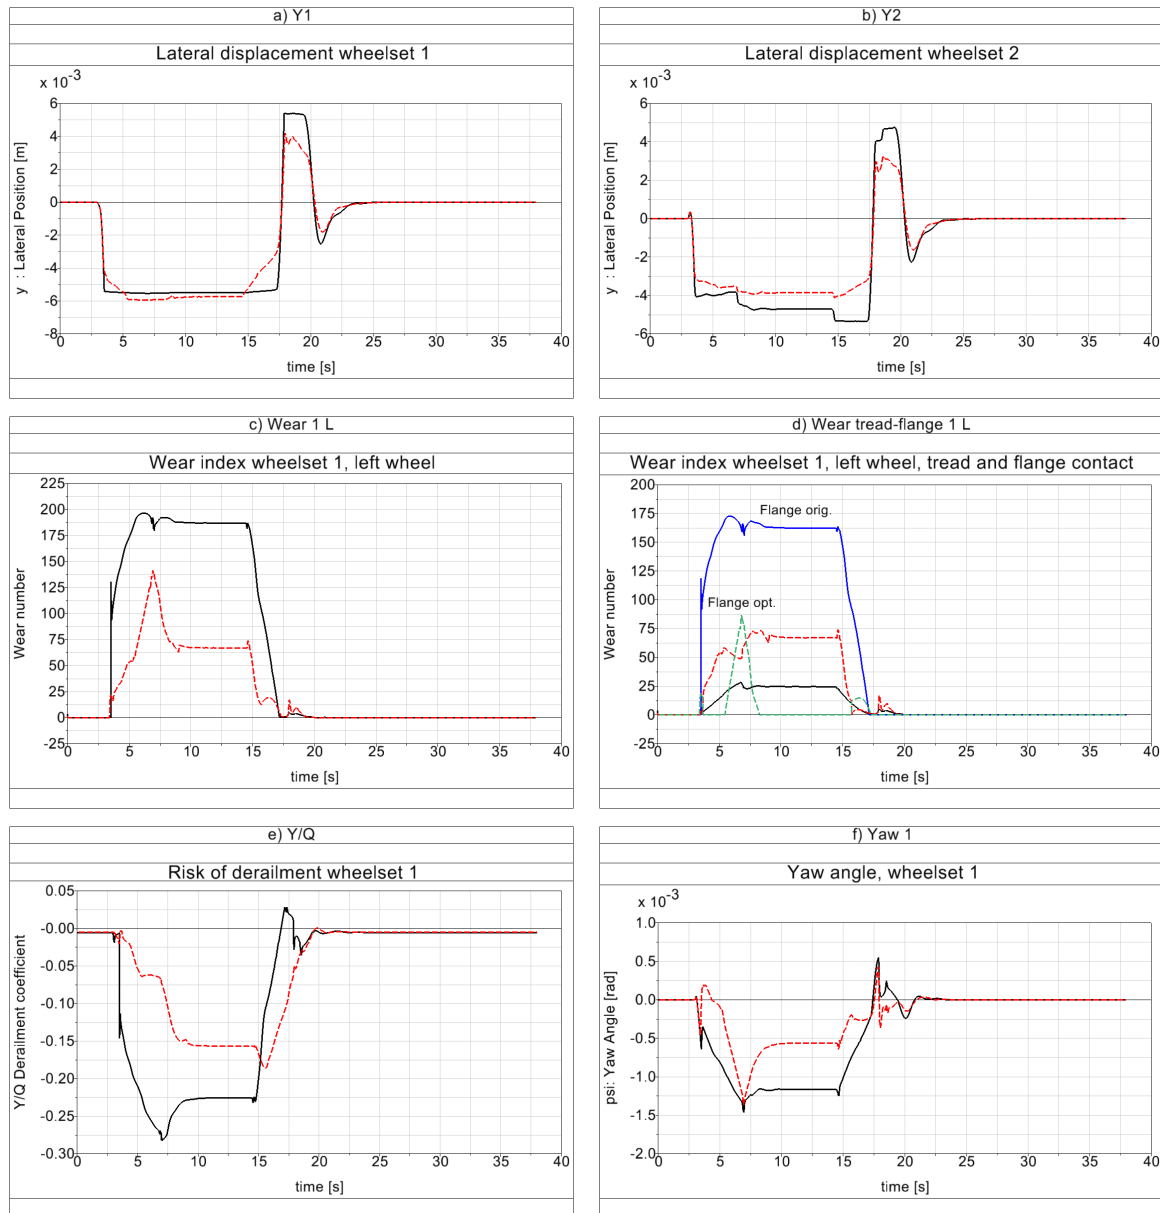 a) Y1
Lateral displacement wheelset 1
x 10^-3
6
4
2
0
-2
-4
-6
-8
0 5 10 15 20 25 30 35 40
y : Lateral Position [m]
time [s]
b) Y2
Lateral displacement wheelset 2
x 10^-3
6
4
2
0
-2
-4
-6
0 5 10 15 20 25 30 35 40
y : Lateral Position [m]
time [s]
c) Wear 1 L
Wear index wheelset 1, left wheel
225
200
175
150
125
100
75
50
25
0
-25
0 5 10 15 20 25 30 35 40
Wear number
time [s]
d) Wear tread-flange 1 L
Wear index wheelset 1, left wheel, tread and flange contact
200
175
150
125
100
75
50
25
0
-25
0 5 10 15 20 25 30 35 40
Wear number
Flange orig.
Flange opt.
time [s]
e) Y/Q
Risk of derailment wheelset 1
0.05
-0.00
-0.05
-0.10
-0.15
-0.20
-0.25
-0.30
0 5 10 15 20 25 30 35 40
Y/Q Derailment coefficient
time [s]
f) Yaw 1
Yaw angle, wheelset 1
x 10^-3
1.0
0.5
0.0
-0.5
-1.0
-1.5
-2.0
0 5 10 15 20 25 30 35 40
psi: Yaw Angle [rad]
time [s]